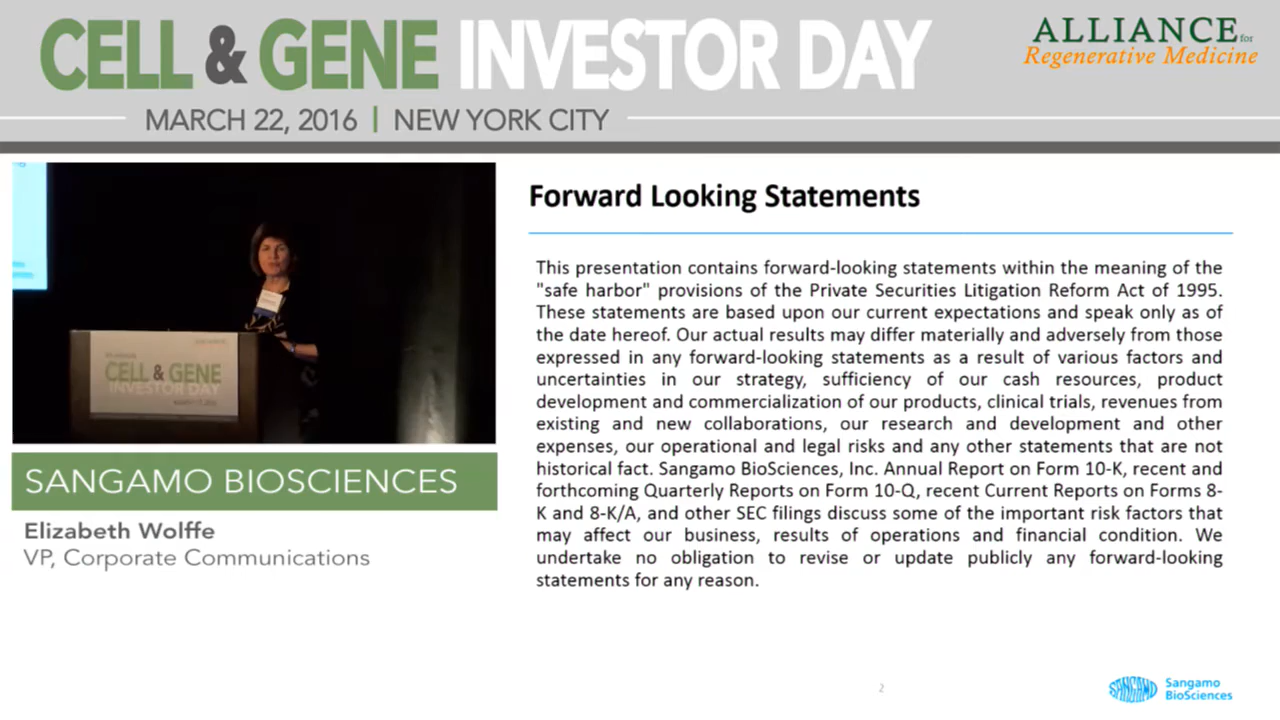 CELL & GENE INVESTOR DAY
MARCH 22, 2016 | NEW YORK CITY
ALLIANCE for
Regenerative Medicine
CELL & GENE
INVESTOR DAY
SANGAMO BIOSCIENCES
Elizabeth Wolffe
VP, Corporate Communications
Forward Looking Statements
This presentation contains forward-looking statements within the meaning of the
"safe harbor" provisions of the Private Securities Litigation Reform Act of 1995.
These statements are based upon our current expectations and speak only as of
the date hereof. Our actual results may differ materially and adversely from those
expressed in any forward-looking statements as a result of various factors and
uncertainties in our strategy, sufficiency of our cash resources, product
development and commercialization of our products, clinical trials, revenues from
existing and new collaborations, our research and development and other
expenses, our operational and legal risks and any other statements that are not
historical fact. Sangamo BioSciences, Inc. Annual Report on Form 10-K, recent and
forthcoming Quarterly Reports on Form 10-Q, recent Current Reports on Forms 8-
K and 8-K/A, and other SEC filings discuss some of the important risk factors that
may affect our business, results of operations and financial condition. We
undertake no obligation to revise or update publicly any forward-looking
statements for any reason.
2
SANGAMO
Sangamo
BioSciences